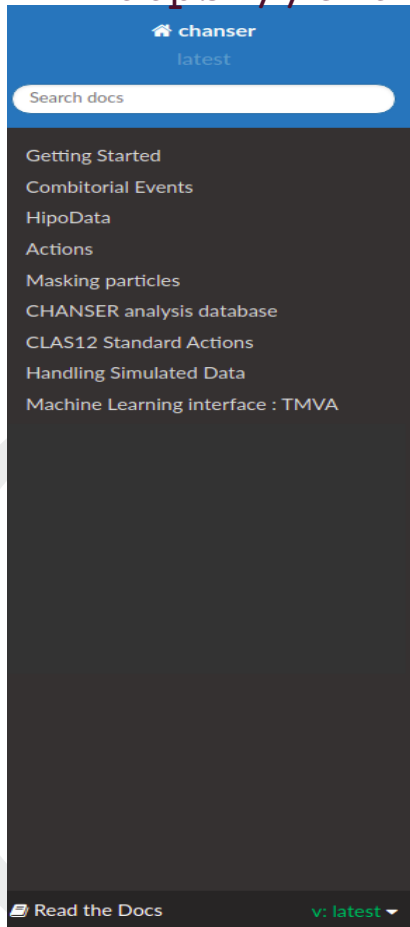 chanser
latest
Search docs
Getting Started
Combitorial Events
HipoData
Actions
Masking particles
CHANSER analysis database
CLAS12 Standard Actions
Handling Simulated Data
Machine Learning interface : TMVA
Read the Docs v: latest